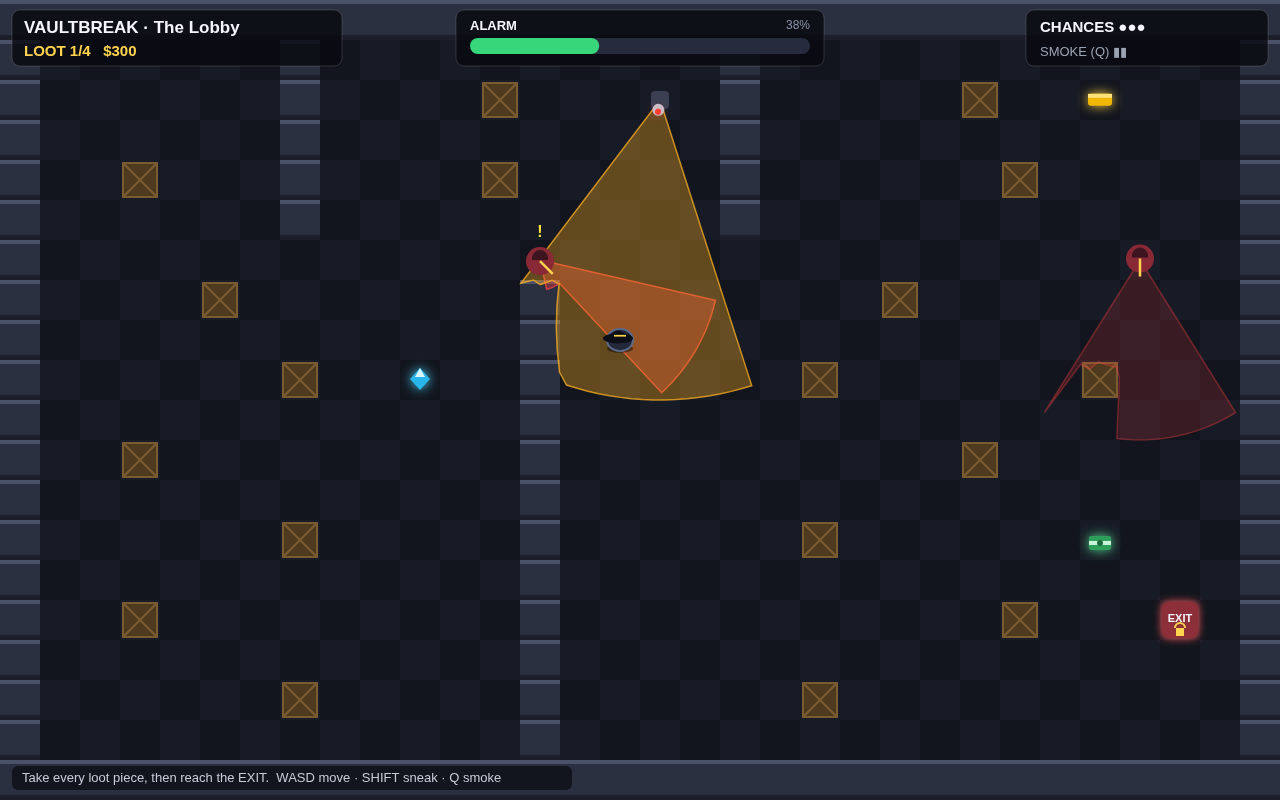 VAULTBREAK · The Lobby
LOOT 1/4 $300
ALARM 38%
CHANCES ●●●
SMOKE (Q) ▮▮
!
EXIT
Take every loot piece, then reach the EXIT. WASD move · SHIFT sneak · Q smoke